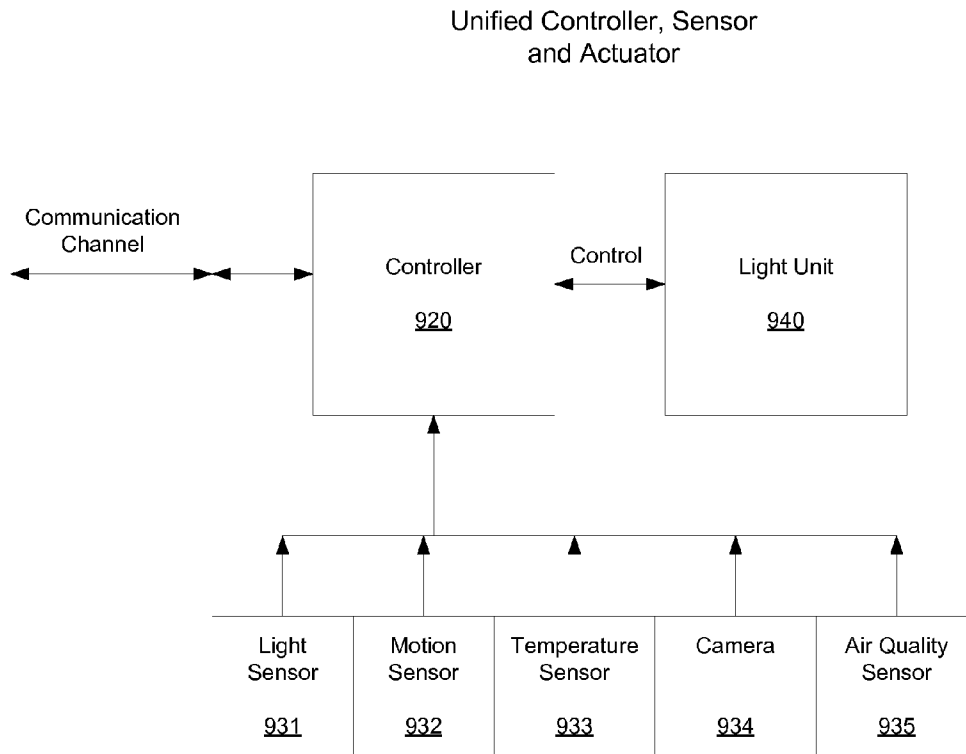 Unified Controller, Sensor
and Actuator
Communication
Channel
Controller
920
Control
Light Unit
940
Light
Sensor
931
Motion
Sensor
932
Temperature
Sensor
933
Camera
934
Air Quality
Sensor
935